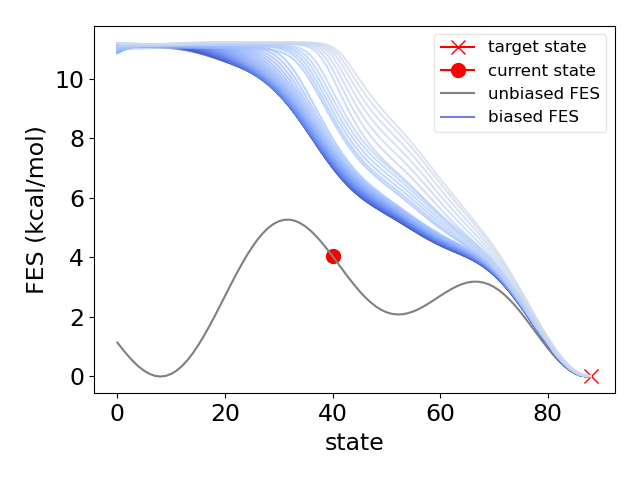 target state
current state
unbiased FES
biased FES
FES (kcal/mol)
10
8
6
4
2
0
0 20 40 60 80
state